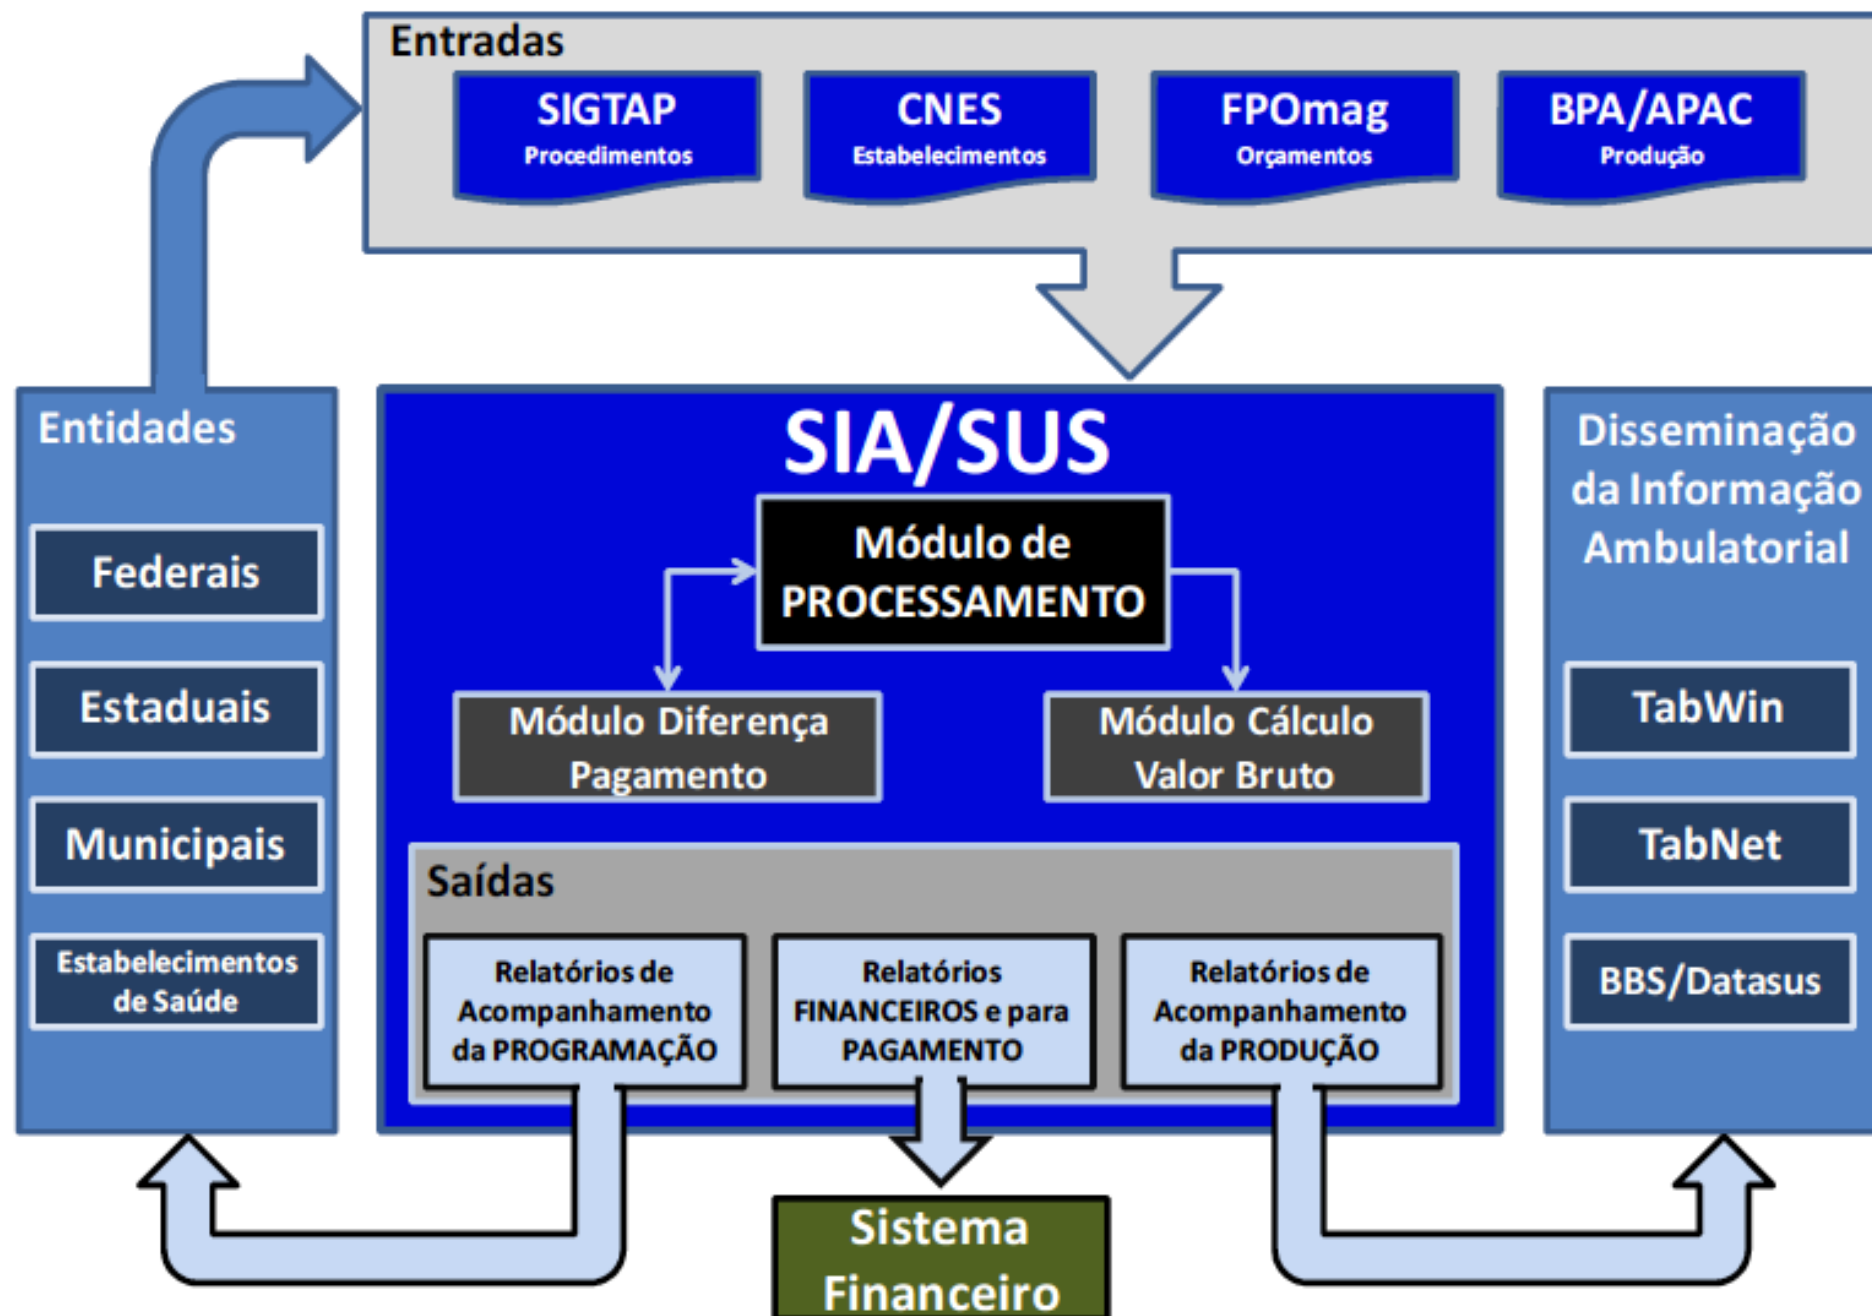 Entradas
SIGTAP
Procedimentos
CNES
Estabelecimentos
FPOmag
Orçamentos
BPA/APAC
Produção
Entidades
Federais
Estaduais
Municipais
Estabelecimentos
de Saúde
SIA/SUS
Módulo de
PROCESSAMENTO
Módulo Diferença
Pagamento
Módulo Cálculo
Valor Bruto
Saídas
Relatórios de
Acompanhamento
da PROGRAMAÇÃO
Relatórios
FINANCEIROS e para
PAGAMENTO
Relatórios de
Acompanhamento
da PRODUÇÃO
Disseminação
da Informação
Ambulatorial
TabWin
TabNet
BBS/Datasus
Sistema
Financeiro